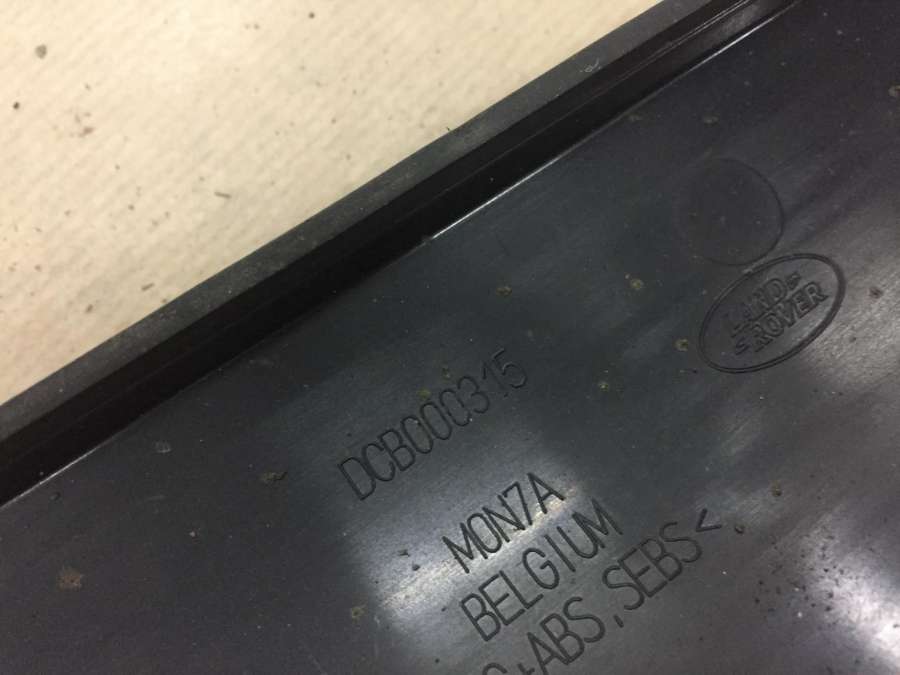 LAND
ROVER
DCB000315
MON7A
BELGIUM
+ABS,SEBS<